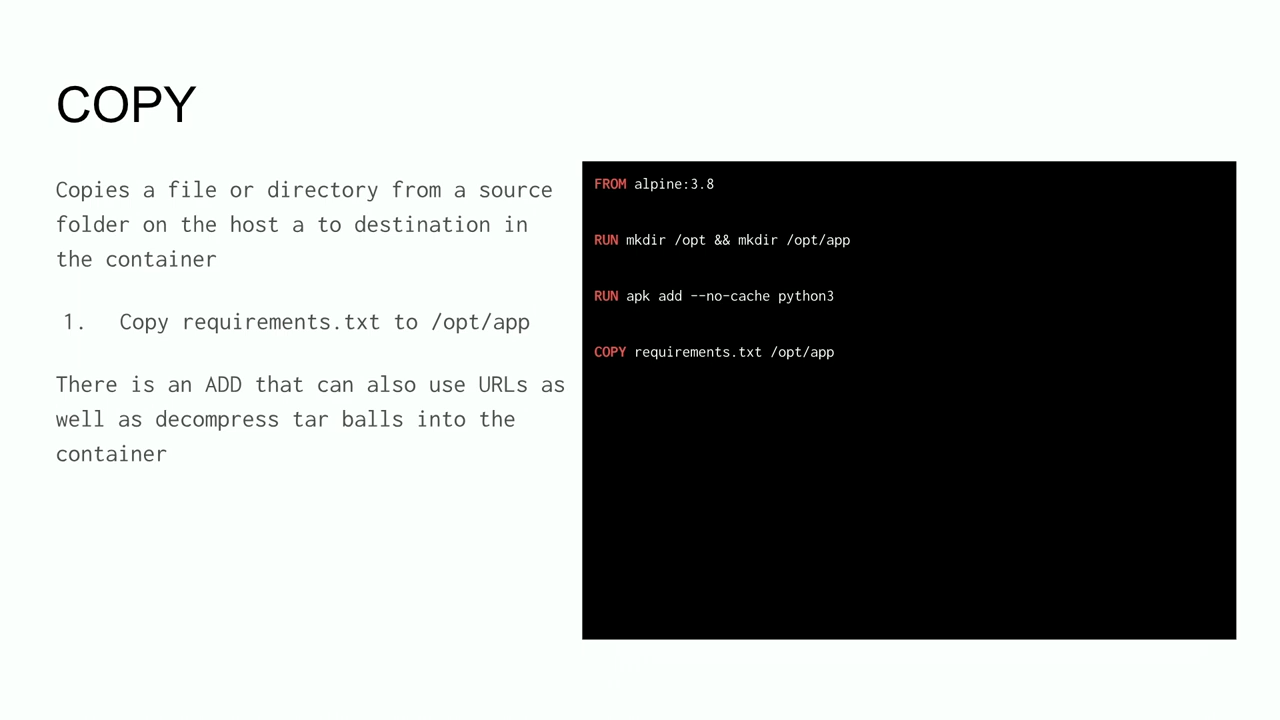 COPY
Copies a file or directory from a source
folder on the host a to destination in
the container
1. Copy requirements.txt to /opt/app
There is an ADD that can also use URLs as
well as decompress tar balls into the
container
FROM alpine:3.8
RUN mkdir /opt && mkdir /opt/app
RUN apk add --no-cache python3
COPY requirements.txt /opt/app